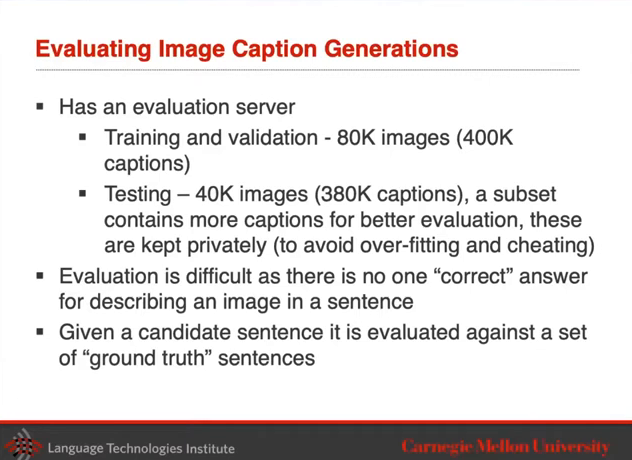 Evaluating Image Caption Generations
▪ Has an evaluation server
▪ Training and validation - 80K images (400K
captions)
▪ Testing – 40K images (380K captions), a subset
contains more captions for better evaluation, these
are kept privately (to avoid over-fitting and cheating)
▪ Evaluation is difficult as there is no one “correct” answer
for describing an image in a sentence
▪ Given a candidate sentence it is evaluated against a set
of “ground truth” sentences
Language Technologies Institute
Carnegie Mellon University